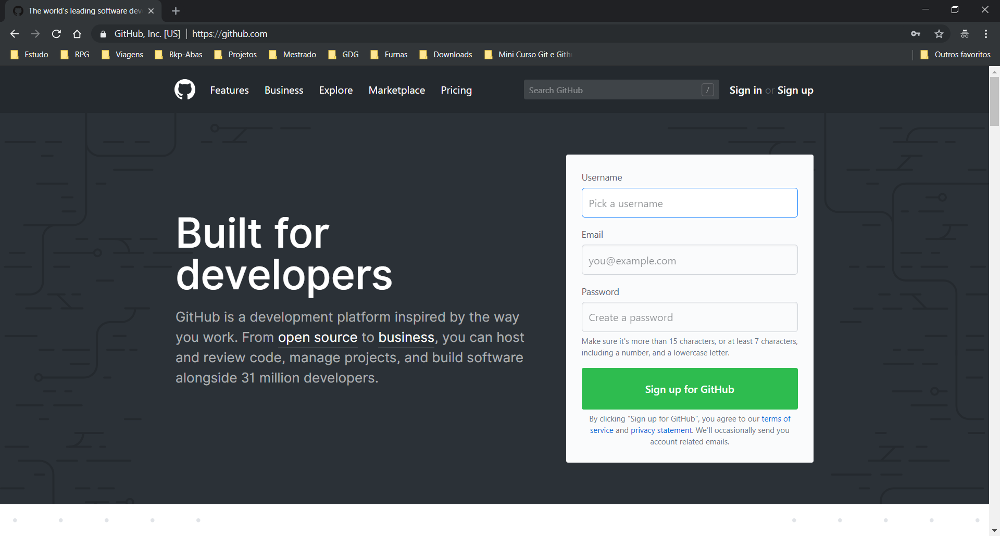 The world's leading software dev
GitHub, Inc. [US] https://github.com
Estudo RPG Viagens Bkp-Abas Projetos Mestrado GDG Furnas Downloads Mini Curso Git e Gith Outros favoritos
Features Business Explore Marketplace Pricing Search GitHub / Sign in or Sign up
Built for
developers
GitHub is a development platform inspired by the way
you work. From open source to business, you can host
and review code, manage projects, and build software
alongside 31 million developers.
Username
Pick a username
Email
you@example.com
Password
Create a password
Make sure it's more than 15 characters, or at least 7 characters,
including a number, and a lowercase letter.
Sign up for GitHub
By clicking “Sign up for GitHub”, you agree to our terms of
service and privacy statement. We’ll occasionally send you
account related emails.